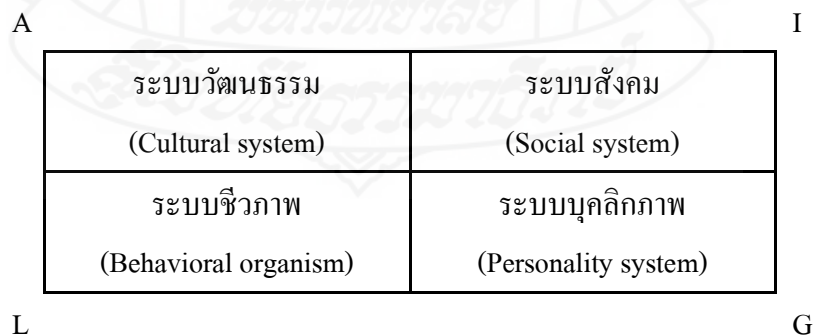 A I
ระบบวัฒนธรรม ระบบสังคม
(Cultural system) (Social system)
ระบบชีวภาพ ระบบบุคลิกภาพ
(Behavioral organism) (Personality system)
L G